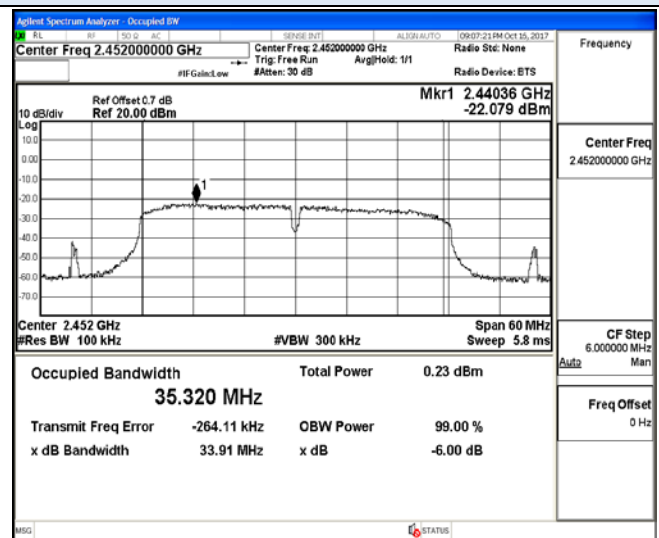 Agilent Spectrum Analyzer - Occupied BW
RL RF 50 Ω AC SENSE:INT ALIGN AUTO 09:07:21 PM Oct 15, 2017
Center Freq 2.452000000 GHz
Center Freq: 2.452000000 GHz
Radio Std: None
Trig: Free Run Avg|Hold: 1/1
#IFGain:Low #Atten: 30 dB Radio Device: BTS
Ref Offset 0.7 dB
Mkr1 2.44036 GHz
10 dB/div Ref 20.00 dBm
-22.079 dBm
Log
10.0
0.00
-10.0
1
-20.0
-30.0
-40.0
-50.0
-60.0
-70.0
Center 2.452 GHz Span 60 MHz
#Res BW 100 kHz #VBW 300 kHz Sweep 5.8 ms
Occupied Bandwidth Total Power 0.23 dBm
35.320 MHz
Transmit Freq Error -264.11 kHz OBW Power 99.00 %
x dB Bandwidth 33.91 MHz x dB -6.00 dB
MSG STATUS
Frequency
Center Freq
2.452000000 GHz
CF Step
6.000000 MHz
Auto Man
Freq Offset
0 Hz